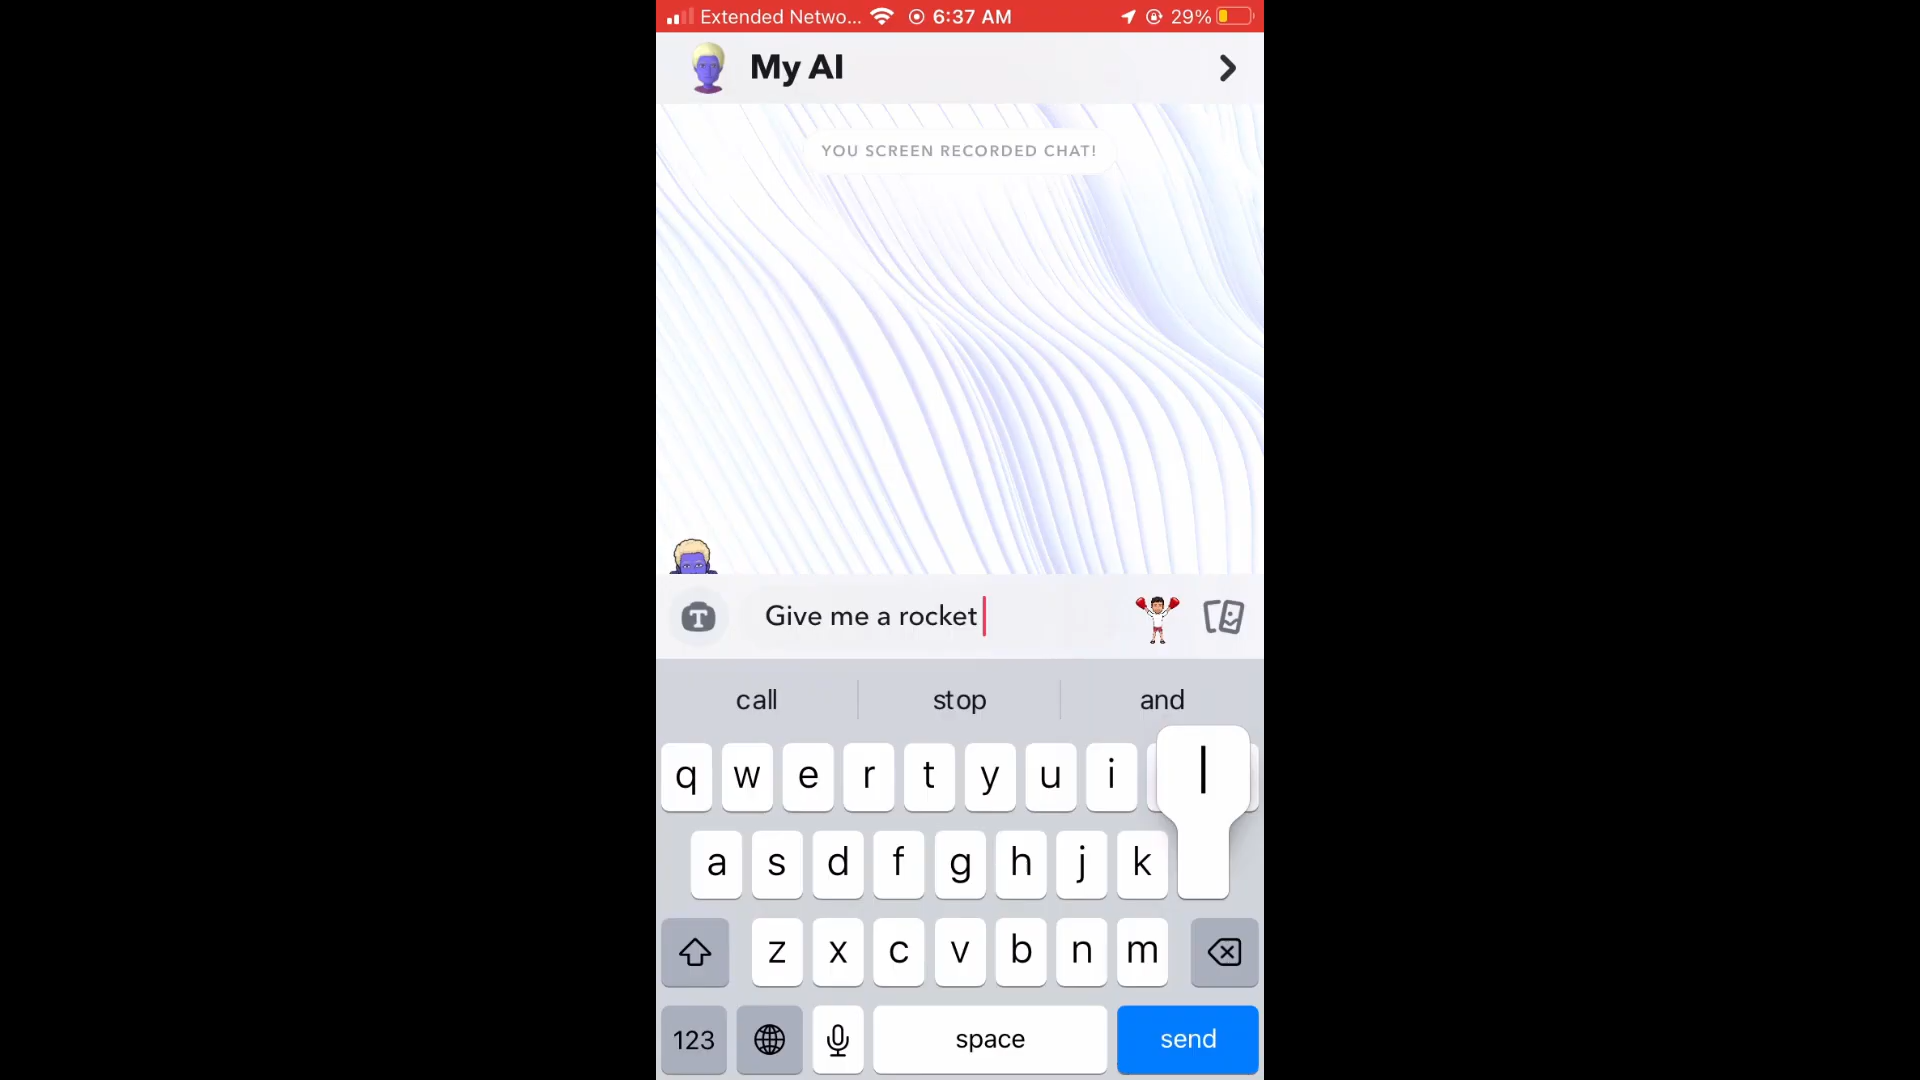 Extended Netwo... 6:37 AM 29%
My AI
YOU SCREEN RECORDED CHAT!
T Give me a rocket
call stop and
q w e r t y u i
l
a s d f g h j k
z x c v b n m
123 space send